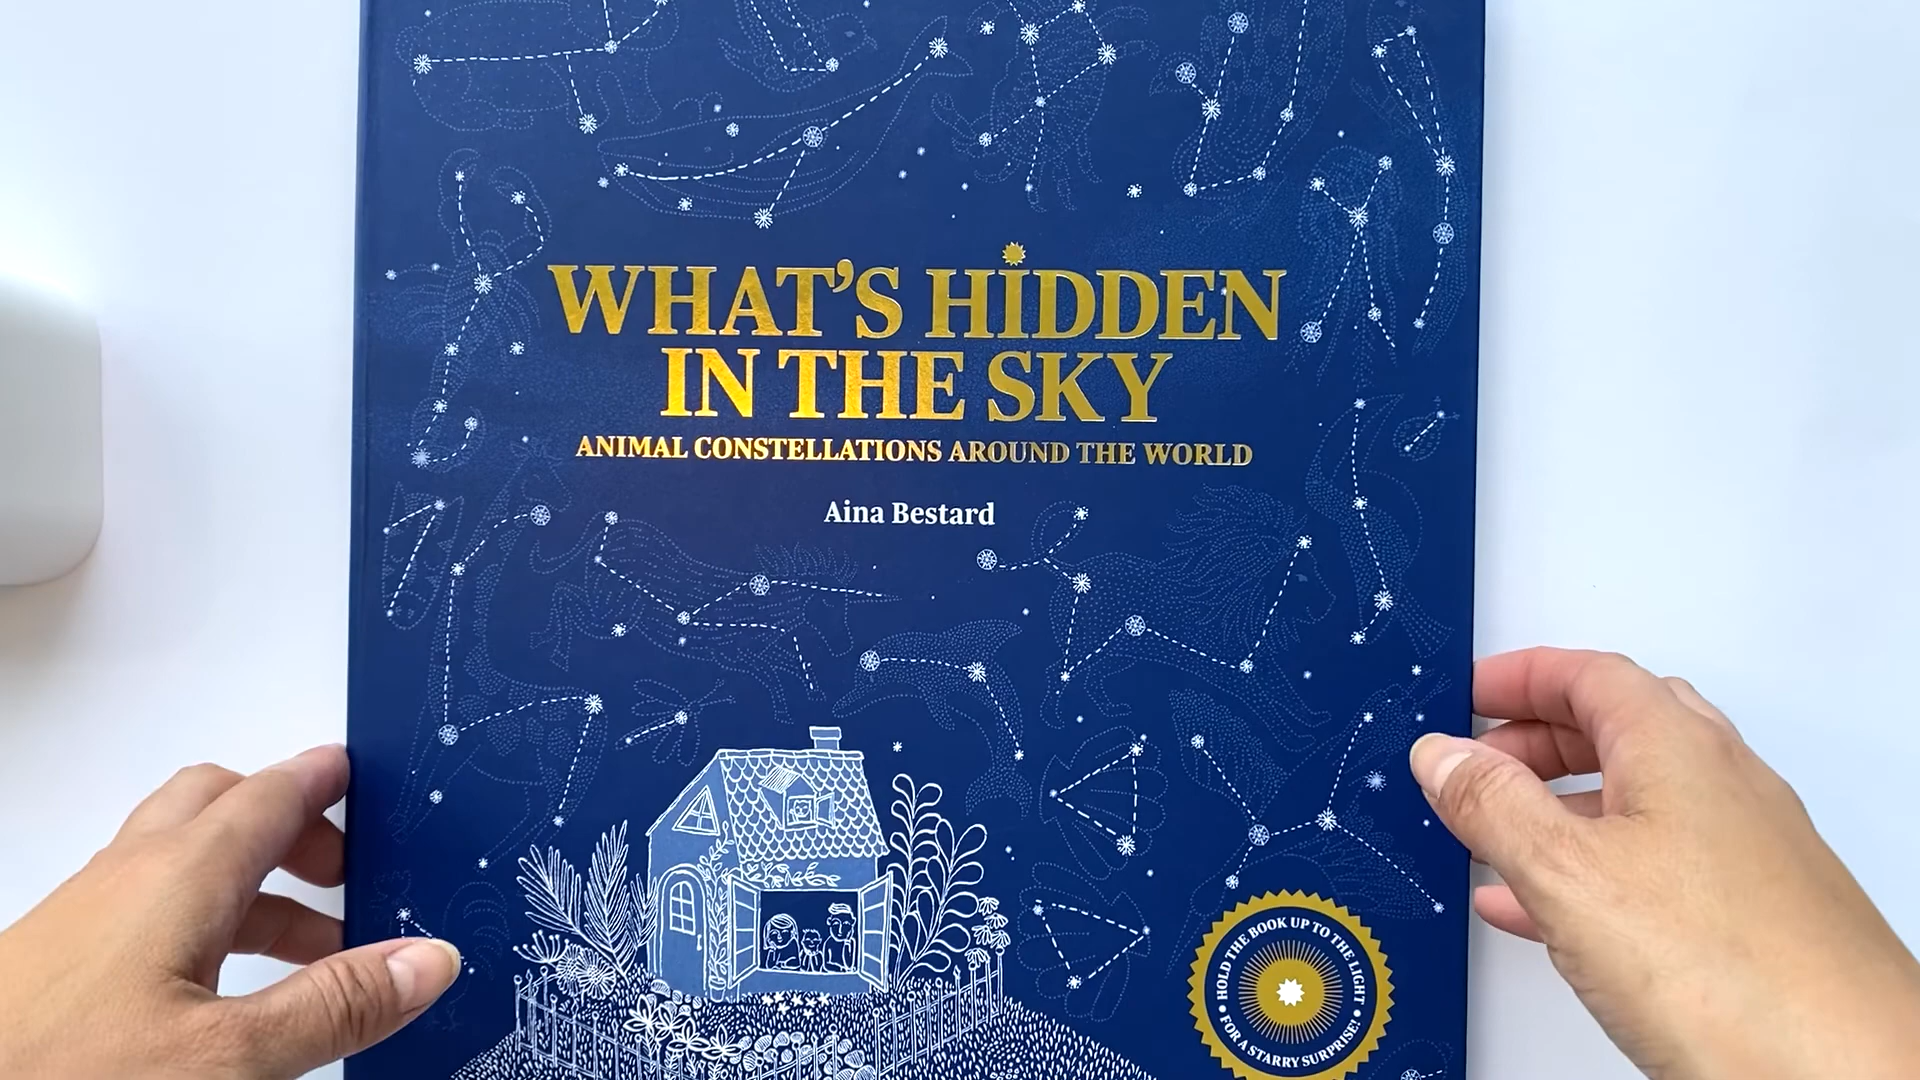 WHAT'S HIDDEN
IN THE SKY
ANIMAL CONSTELLATIONS AROUND THE WORLD
Aina Bestard
HOLD THE BOOK UP TO THE LIGHT
FOR A STARRY SURPRISE!